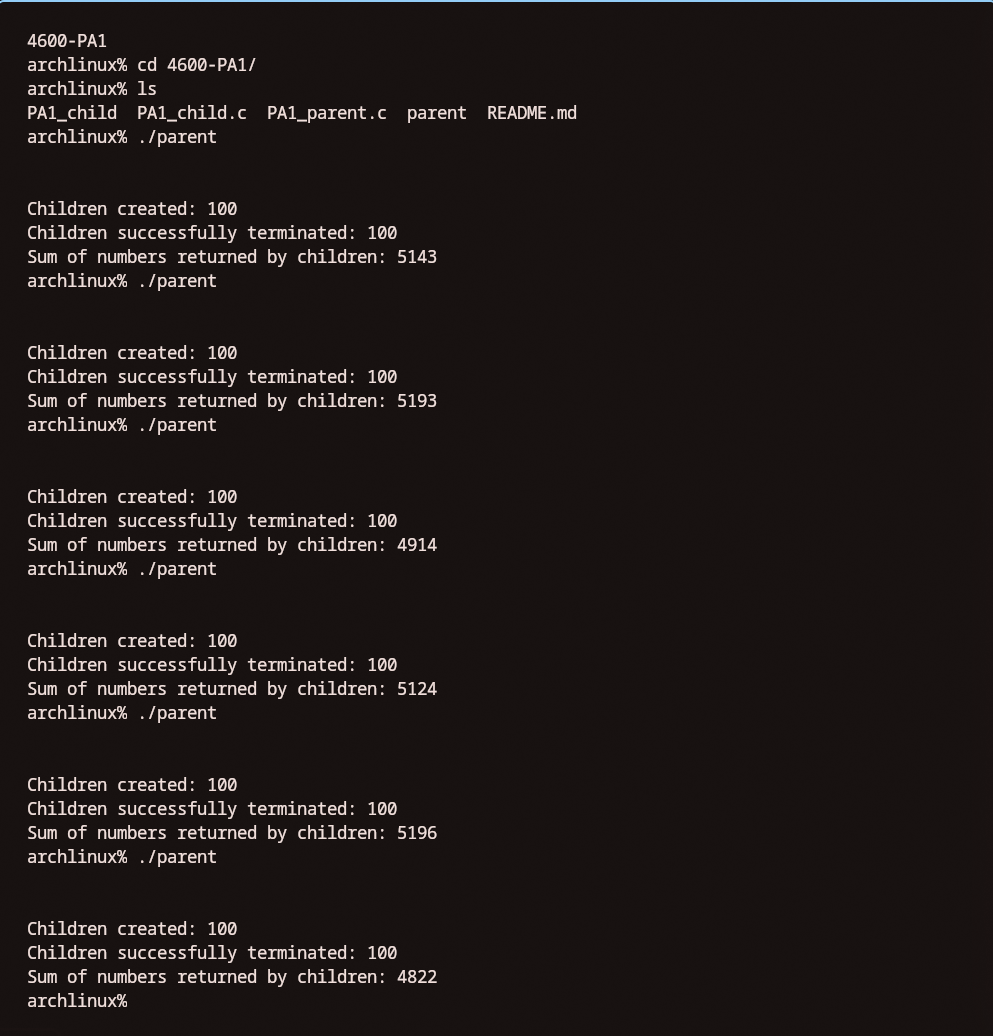 4600-PA1
archlinux% cd 4600-PA1/
archlinux% ls
PA1_child  PA1_child.c  PA1_parent.c  parent  README.md
archlinux% ./parent
Children created: 100
Children successfully terminated: 100
Sum of numbers returned by children: 5143
archlinux% ./parent
Children created: 100
Children successfully terminated: 100
Sum of numbers returned by children: 5193
archlinux% ./parent
Children created: 100
Children successfully terminated: 100
Sum of numbers returned by children: 4914
archlinux% ./parent
Children created: 100
Children successfully terminated: 100
Sum of numbers returned by children: 5124
archlinux% ./parent
Children created: 100
Children successfully terminated: 100
Sum of numbers returned by children: 5196
archlinux% ./parent
Children created: 100
Children successfully terminated: 100
Sum of numbers returned by children: 4822
archlinux%